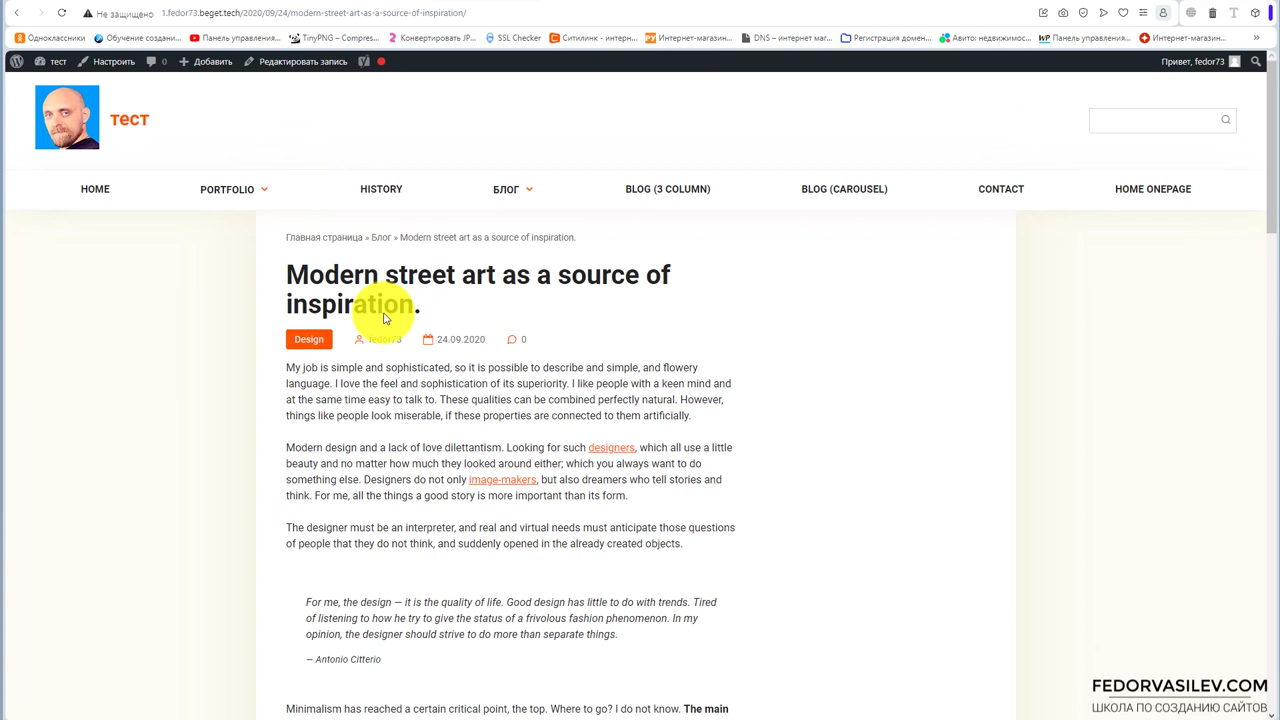 Не защищено
1.fedor73.beget.tech/2020/09/24/modern-street-art-as-a-source-of-inspiration/
Одноклассники
Обучение создани...
Панель управления...
TinyPNG – Compres...
Конвертировать JP...
SSL Checker
Ситилинк - интерн...
Интернет-магазин...
DNS – интернет маг...
Регистрация домен...
Авито: недвижимос...
Панель управления...
Интернет-магазин...
тест
Настроить
0
Добавить
Редактировать запись
Привет, fedor73
тест
HOME
PORTFOLIO
HISTORY
БЛОГ
BLOG (3 COLUMN)
BLOG (CAROUSEL)
CONTACT
HOME ONEPAGE
Главная страница » Блог » Modern street art as a source of inspiration.
Modern street art as a source of
inspiration.
Design
fedor73
24.09.2020
0
My job is simple and sophisticated, so it is possible to describe and simple, and flowery
language. I love the feel and sophistication of its superiority. I like people with a keen mind and
at the same time easy to talk to. These qualities can be combined perfectly natural. However,
things like people look miserable, if these properties are connected to them artificially.
Modern design and a lack of love dilettantism. Looking for such designers, which all use a little
beauty and no matter how much they looked around either; which you always want to do
something else. Designers do not only image-makers, but also dreamers who tell stories and
think. For me, all the things a good story is more important than its form.
The designer must be an interpreter, and real and virtual needs must anticipate those questions
of people that they do not think, and suddenly opened in the already created objects.
For me, the design — it is the quality of life. Good design has little to do with trends. Tired
of listening to how he try to give the status of a frivolous fashion phenomenon. In my
opinion, the designer should strive to do more than separate things.
— Antonio Citterio
Minimalism has reached a certain critical point, the top. Where to go? I do not know. The main
FEDORVASILEV.COM
ШКОЛА ПО СОЗДАНИЮ САЙТОВ